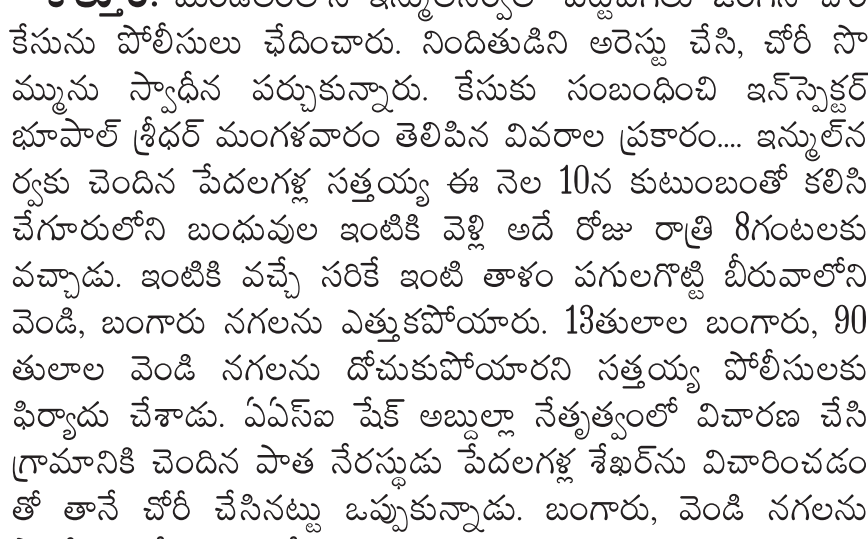 కేసును పోలీసులు ఛేదించారు. నిందితుడిని అరెస్టు చేసి, చోరీ సొ
మ్మును స్వాధీన పర్చుకున్నారు. కేసుకు సంబంధించి ఇన్‌స్పెక్టర్
భూపాల్ శ్రీధర్ మంగళవారం తెలిపిన వివరాల ప్రకారం.... ఇన్ముల్‌న
ర్వకు చెందిన పేదలగళ్ల సత్తయ్య ఈ నెల 10న కుటుంబంతో కలిసి
చేగూరులోని బంధువుల ఇంటికి వెళ్లి అదే రోజు రాత్రి 8గంటలకు
వచ్చాడు. ఇంటికి వచ్చే సరికే ఇంటి తాళం పగులగొట్టి బీరువాలోని
వెండి, బంగారు నగలను ఎత్తుకపోయారు. 13తులాల బంగారు, 90
తులాల వెండి నగలను దోచుకుపోయారని సత్తయ్య పోలీసులకు
ఫిర్యాదు చేశాడు. ఏఏస్ఐ షేక్ అబ్దుల్లా నేతృత్వంలో విచారణ చేసి
గ్రామానికి చెందిన పాత నేరస్థుడు పేదలగళ్ల శేఖర్‌ను విచారించడం
తో తానే చోరీ చేసినట్టు ఒప్పుకున్నాడు. బంగారు, వెండి నగలను